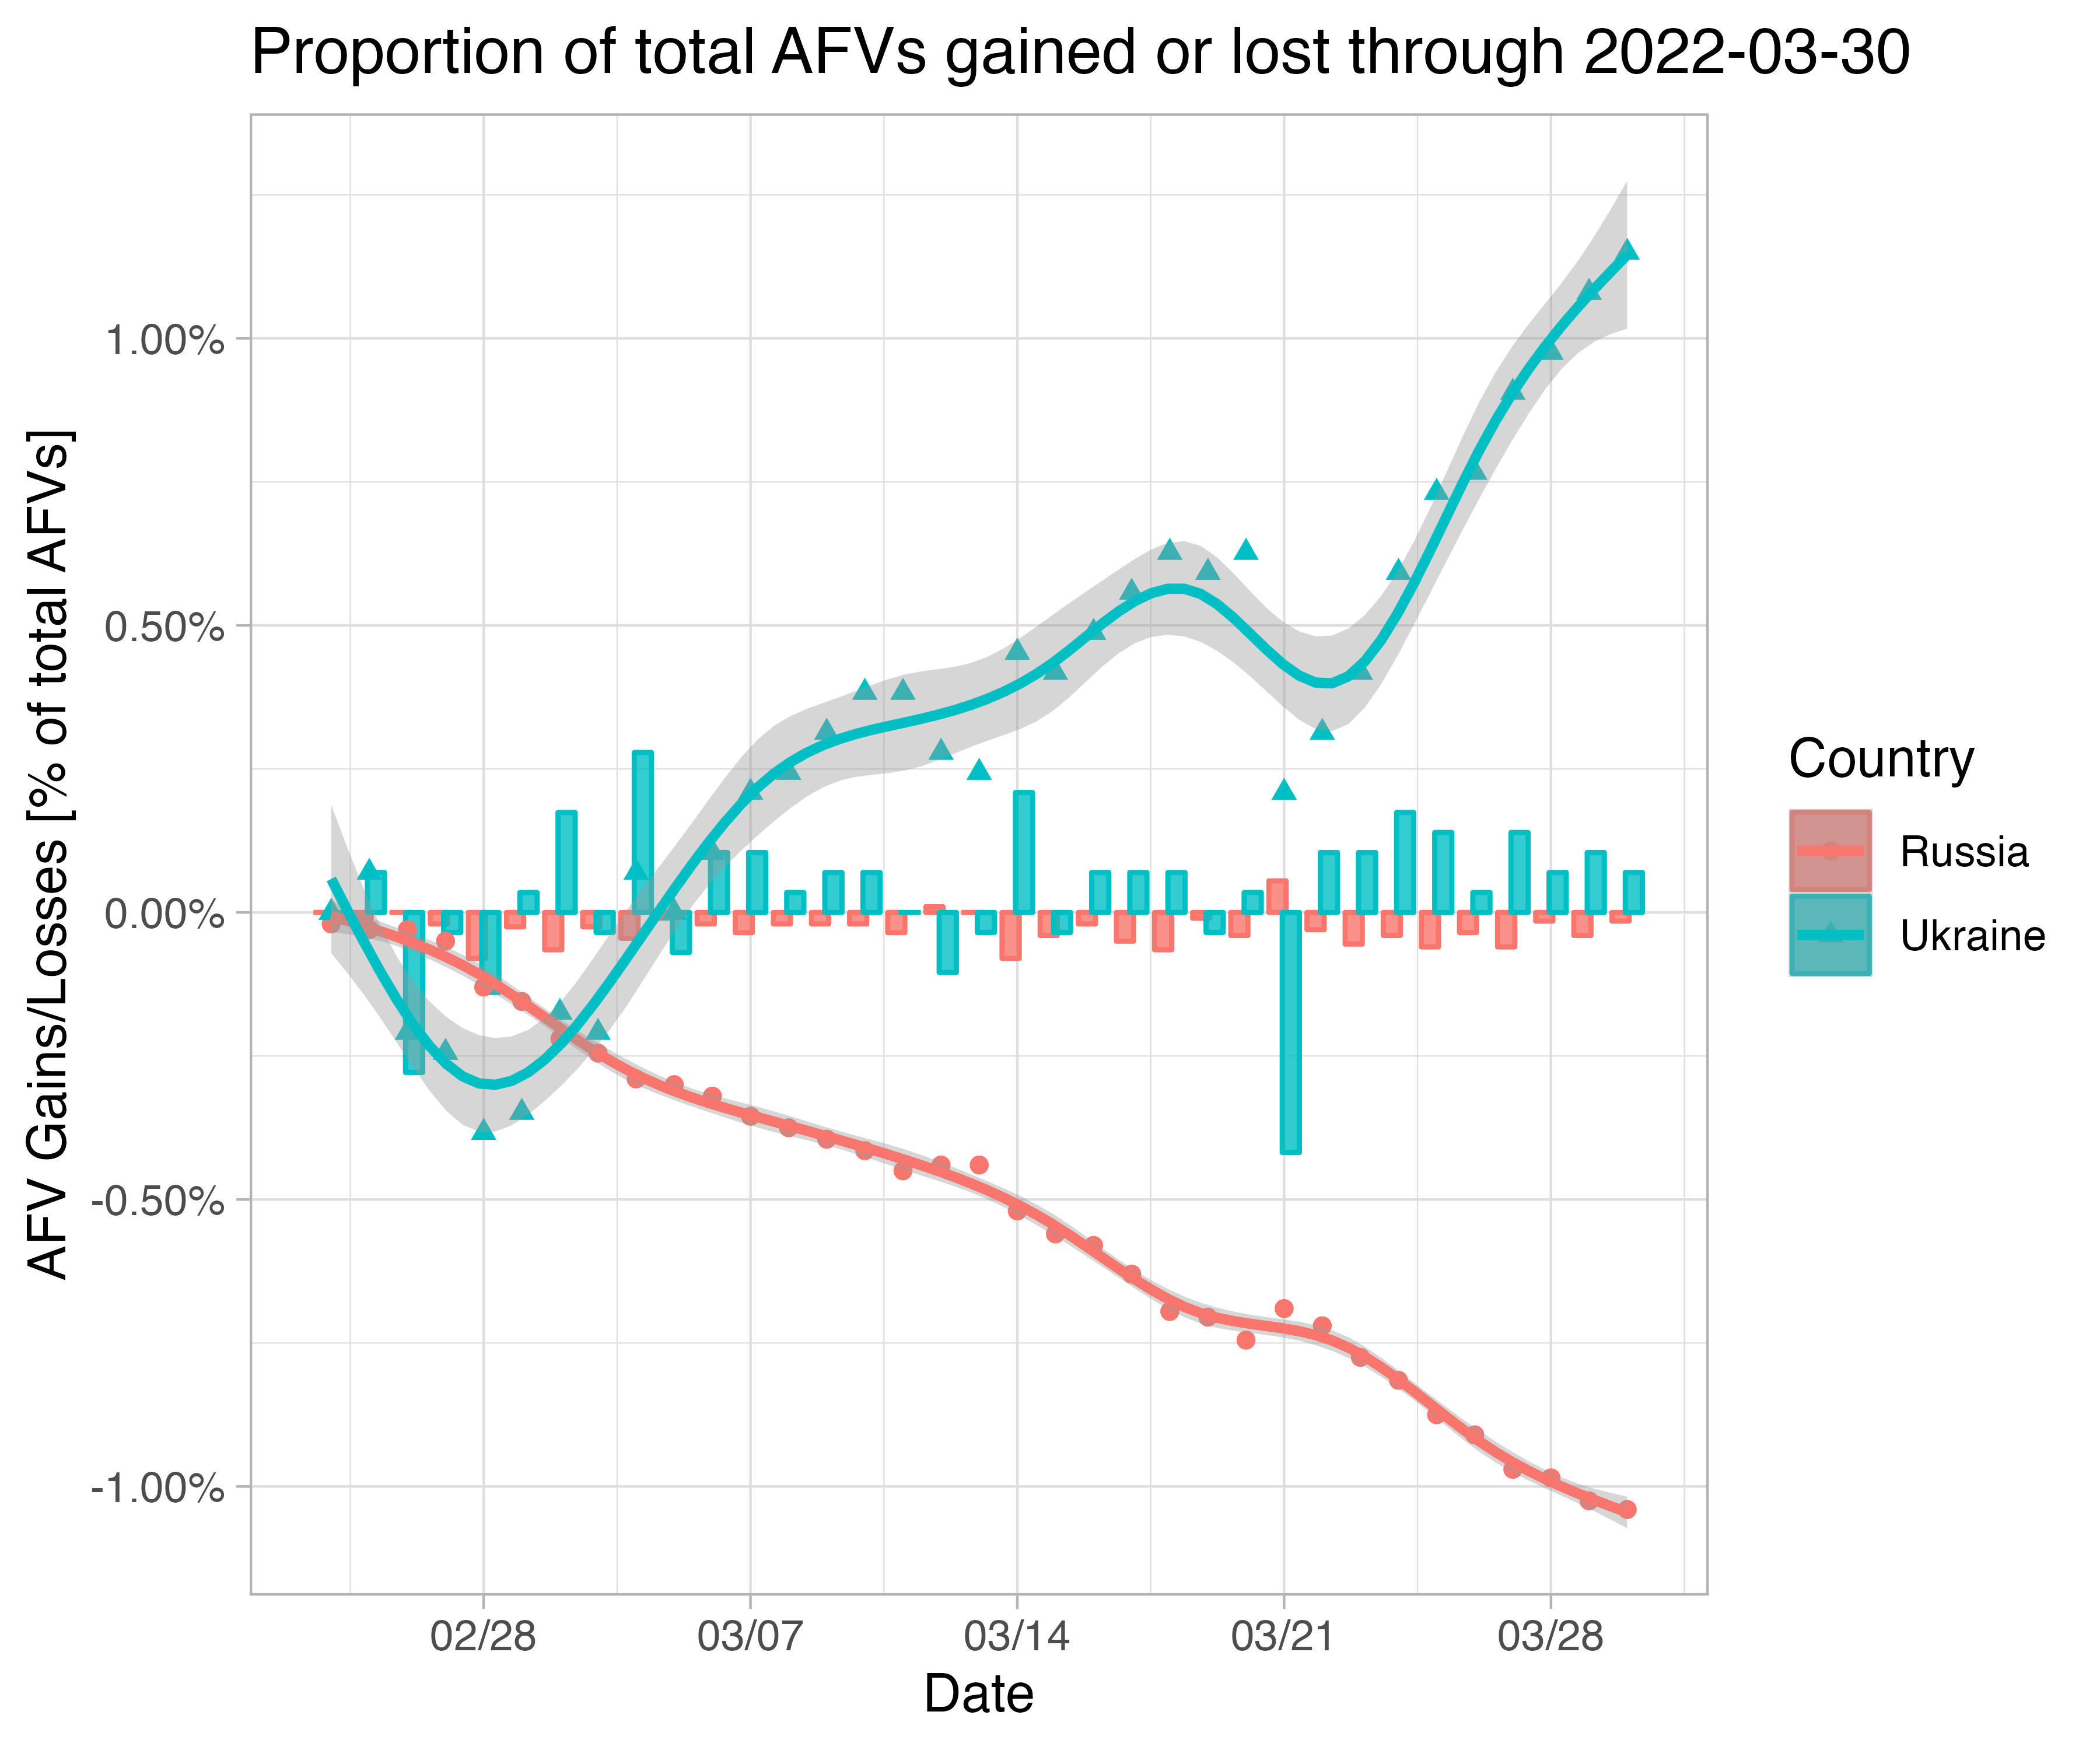 Proportion of total AFVs gained or lost through 2022-03-30
AFV Gains/Losses [% of total AFVs]
1.00%
0.50%
0.00%
-0.50%
-1.00%
02/28
03/07
03/14
03/21
03/28
Date
Country
Russia
Ukraine